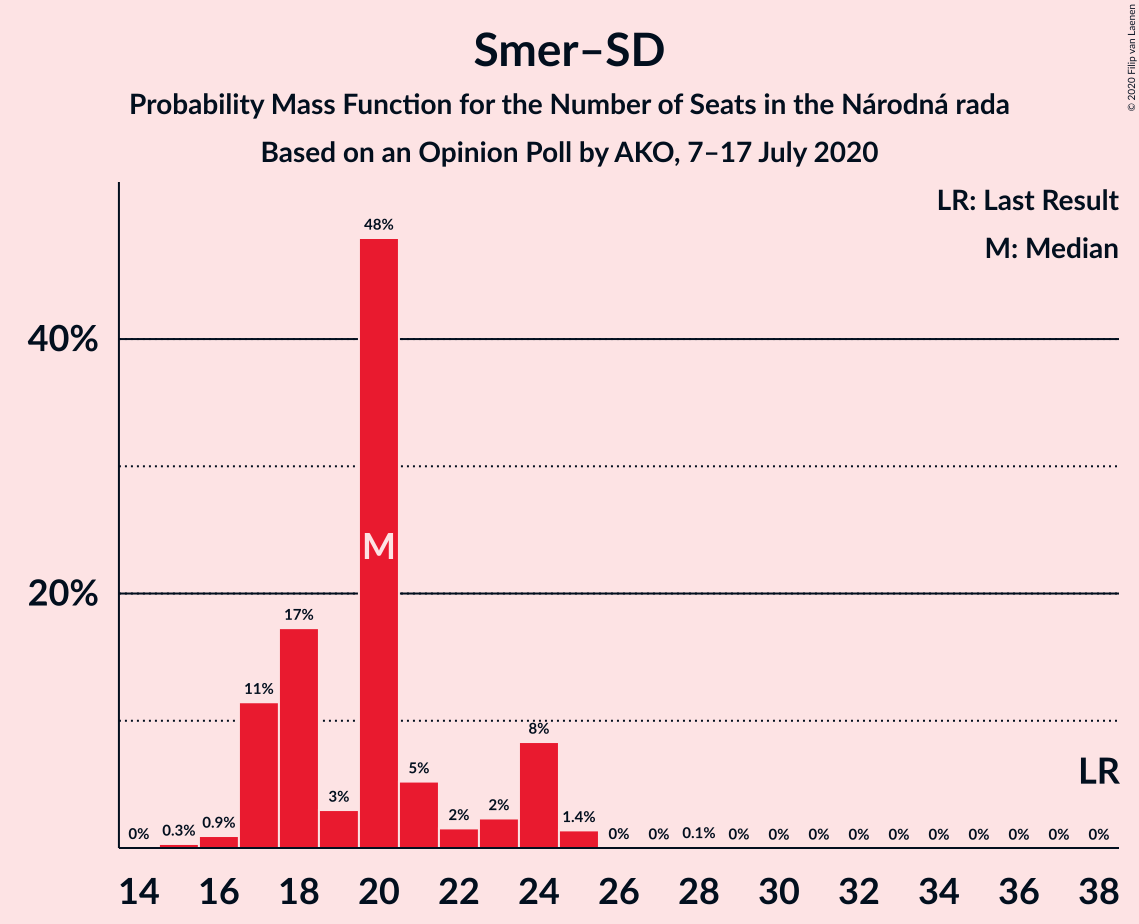 Smer–SD
Probability Mass Function for the Number of Seats in the Národná rada
Based on an Opinion Poll by AKO, 7–17 July 2020
© 2020 Filip van Laenen
LR: Last Result
M: Median
40%
20%
0% 0.3% 0.9% 11% 17% 3% 48% 5% 2% 2% 8% 1.4% 0% 0% 0.1% 0% 0% 0% 0% 0% 0% 0% 0% 0% 0%
M
LR
14 16 18 20 22 24 26 28 30 32 34 36 38